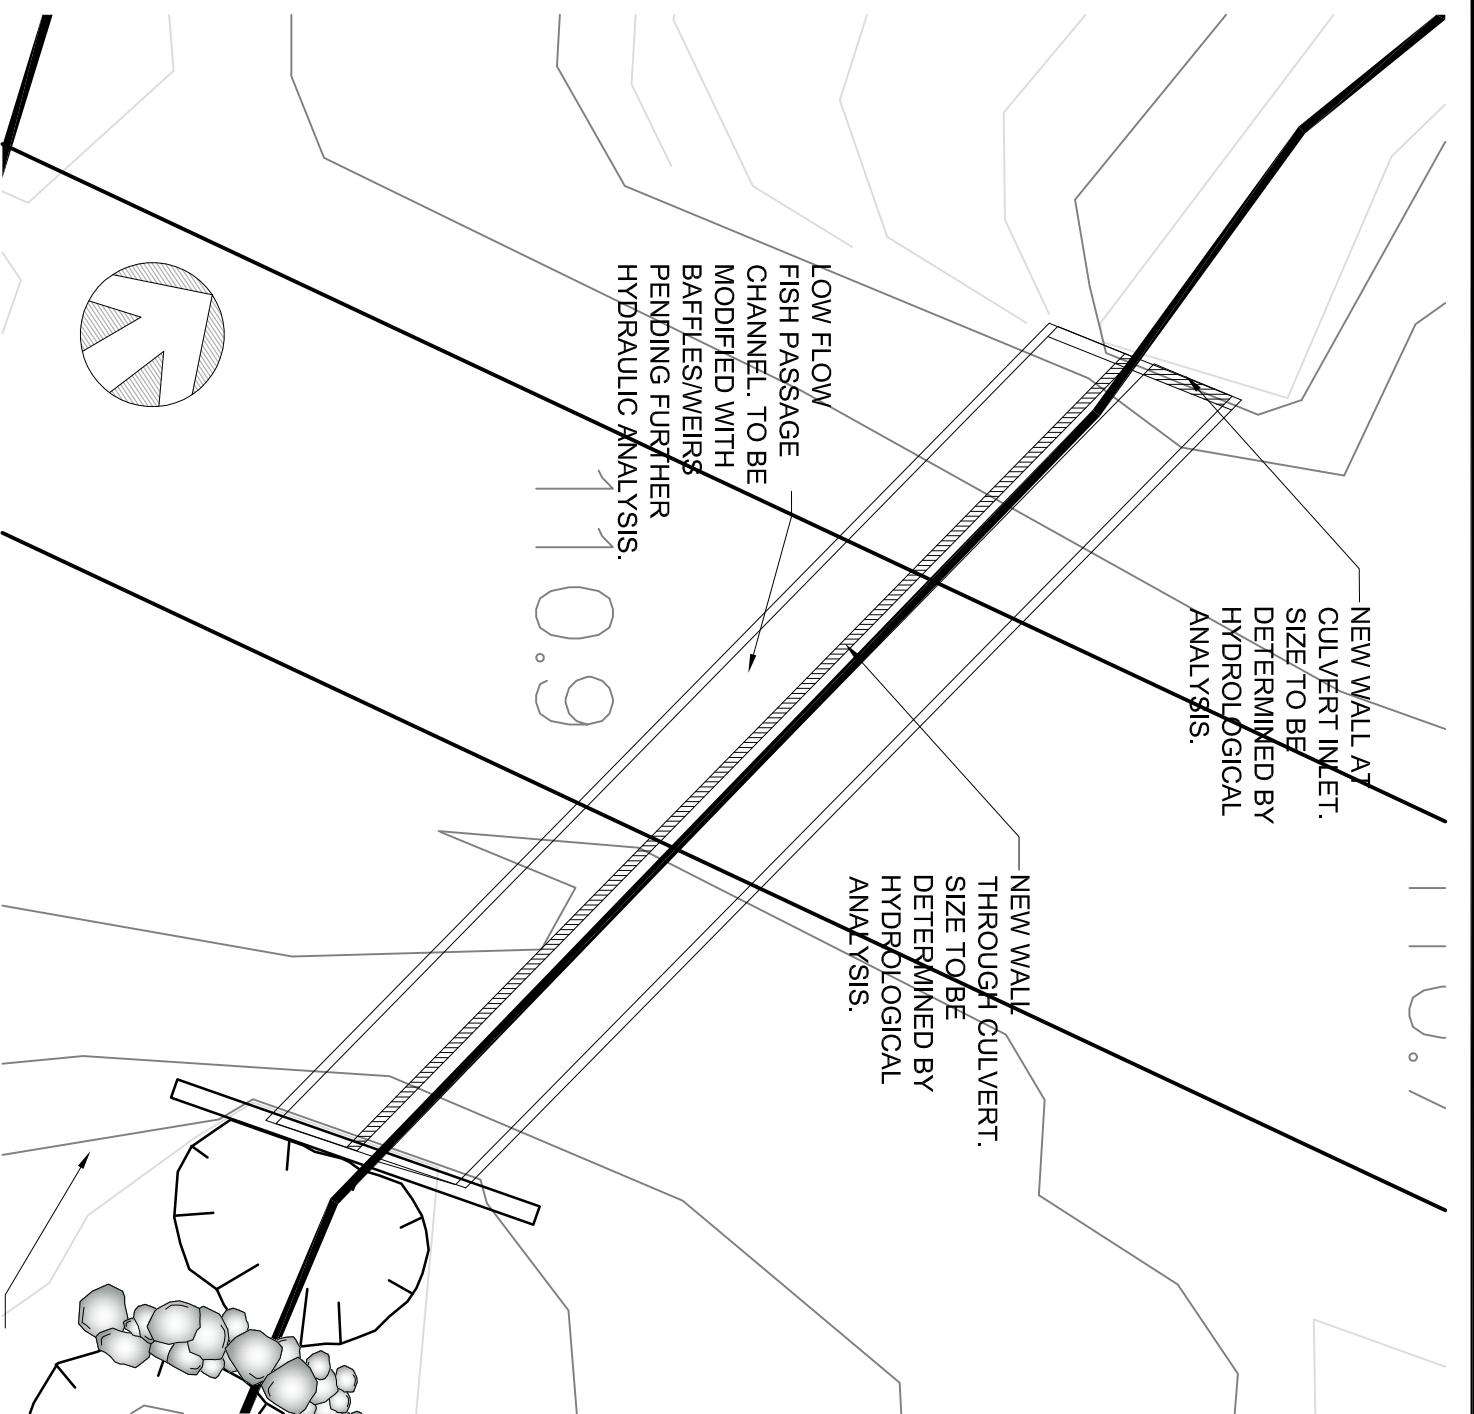 LOW FLOW
FISH PASSAGE
CHANNEL. TO BE
MODIFIED WITH
BAFFLES/WEIRS
PENDING FURTHER
HYDRAULIC ANALYSIS.
NEW WALL AT
CULVERT INLET.
SIZE TO BE
DETERMINED BY
HYDROLOGICAL
ANALYSIS.
NEW WALL
THROUGH CULVERT.
SIZE TO BE
DETERMINED BY
HYDROLOGICAL
ANALYSIS.
110.9